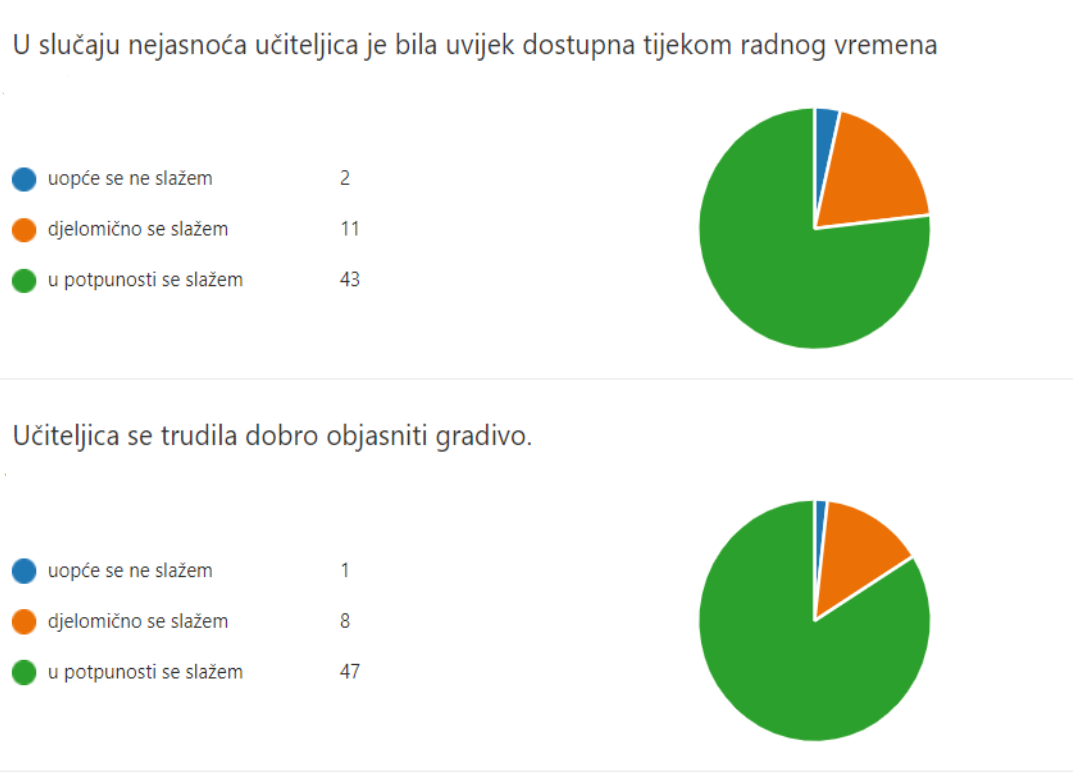 U slučaju nejasnoća učiteljica je bila uvijek dostupna tijekom radnog vremena
uopće se ne slažem 2
djelomično se slažem 11
u potpunosti se slažem 43
Učiteljica se trudila dobro objasniti gradivo.
uopće se ne slažem 1
djelomično se slažem 8
u potpunosti se slažem 47